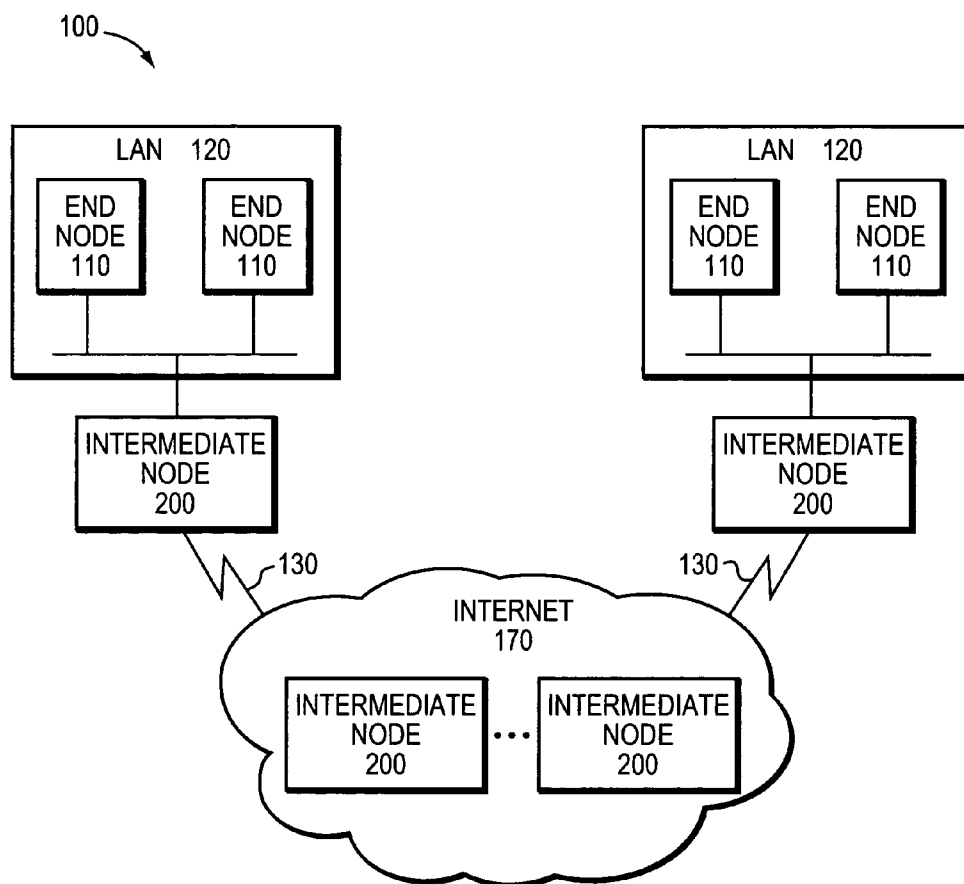 100
LAN 120
END
NODE
110
END
NODE
110
LAN 120
END
NODE
110
END
NODE
110
INTERMEDIATE
NODE
200
INTERMEDIATE
NODE
200
130
130
INTERNET
170
INTERMEDIATE
NODE
200
...
INTERMEDIATE
NODE
200